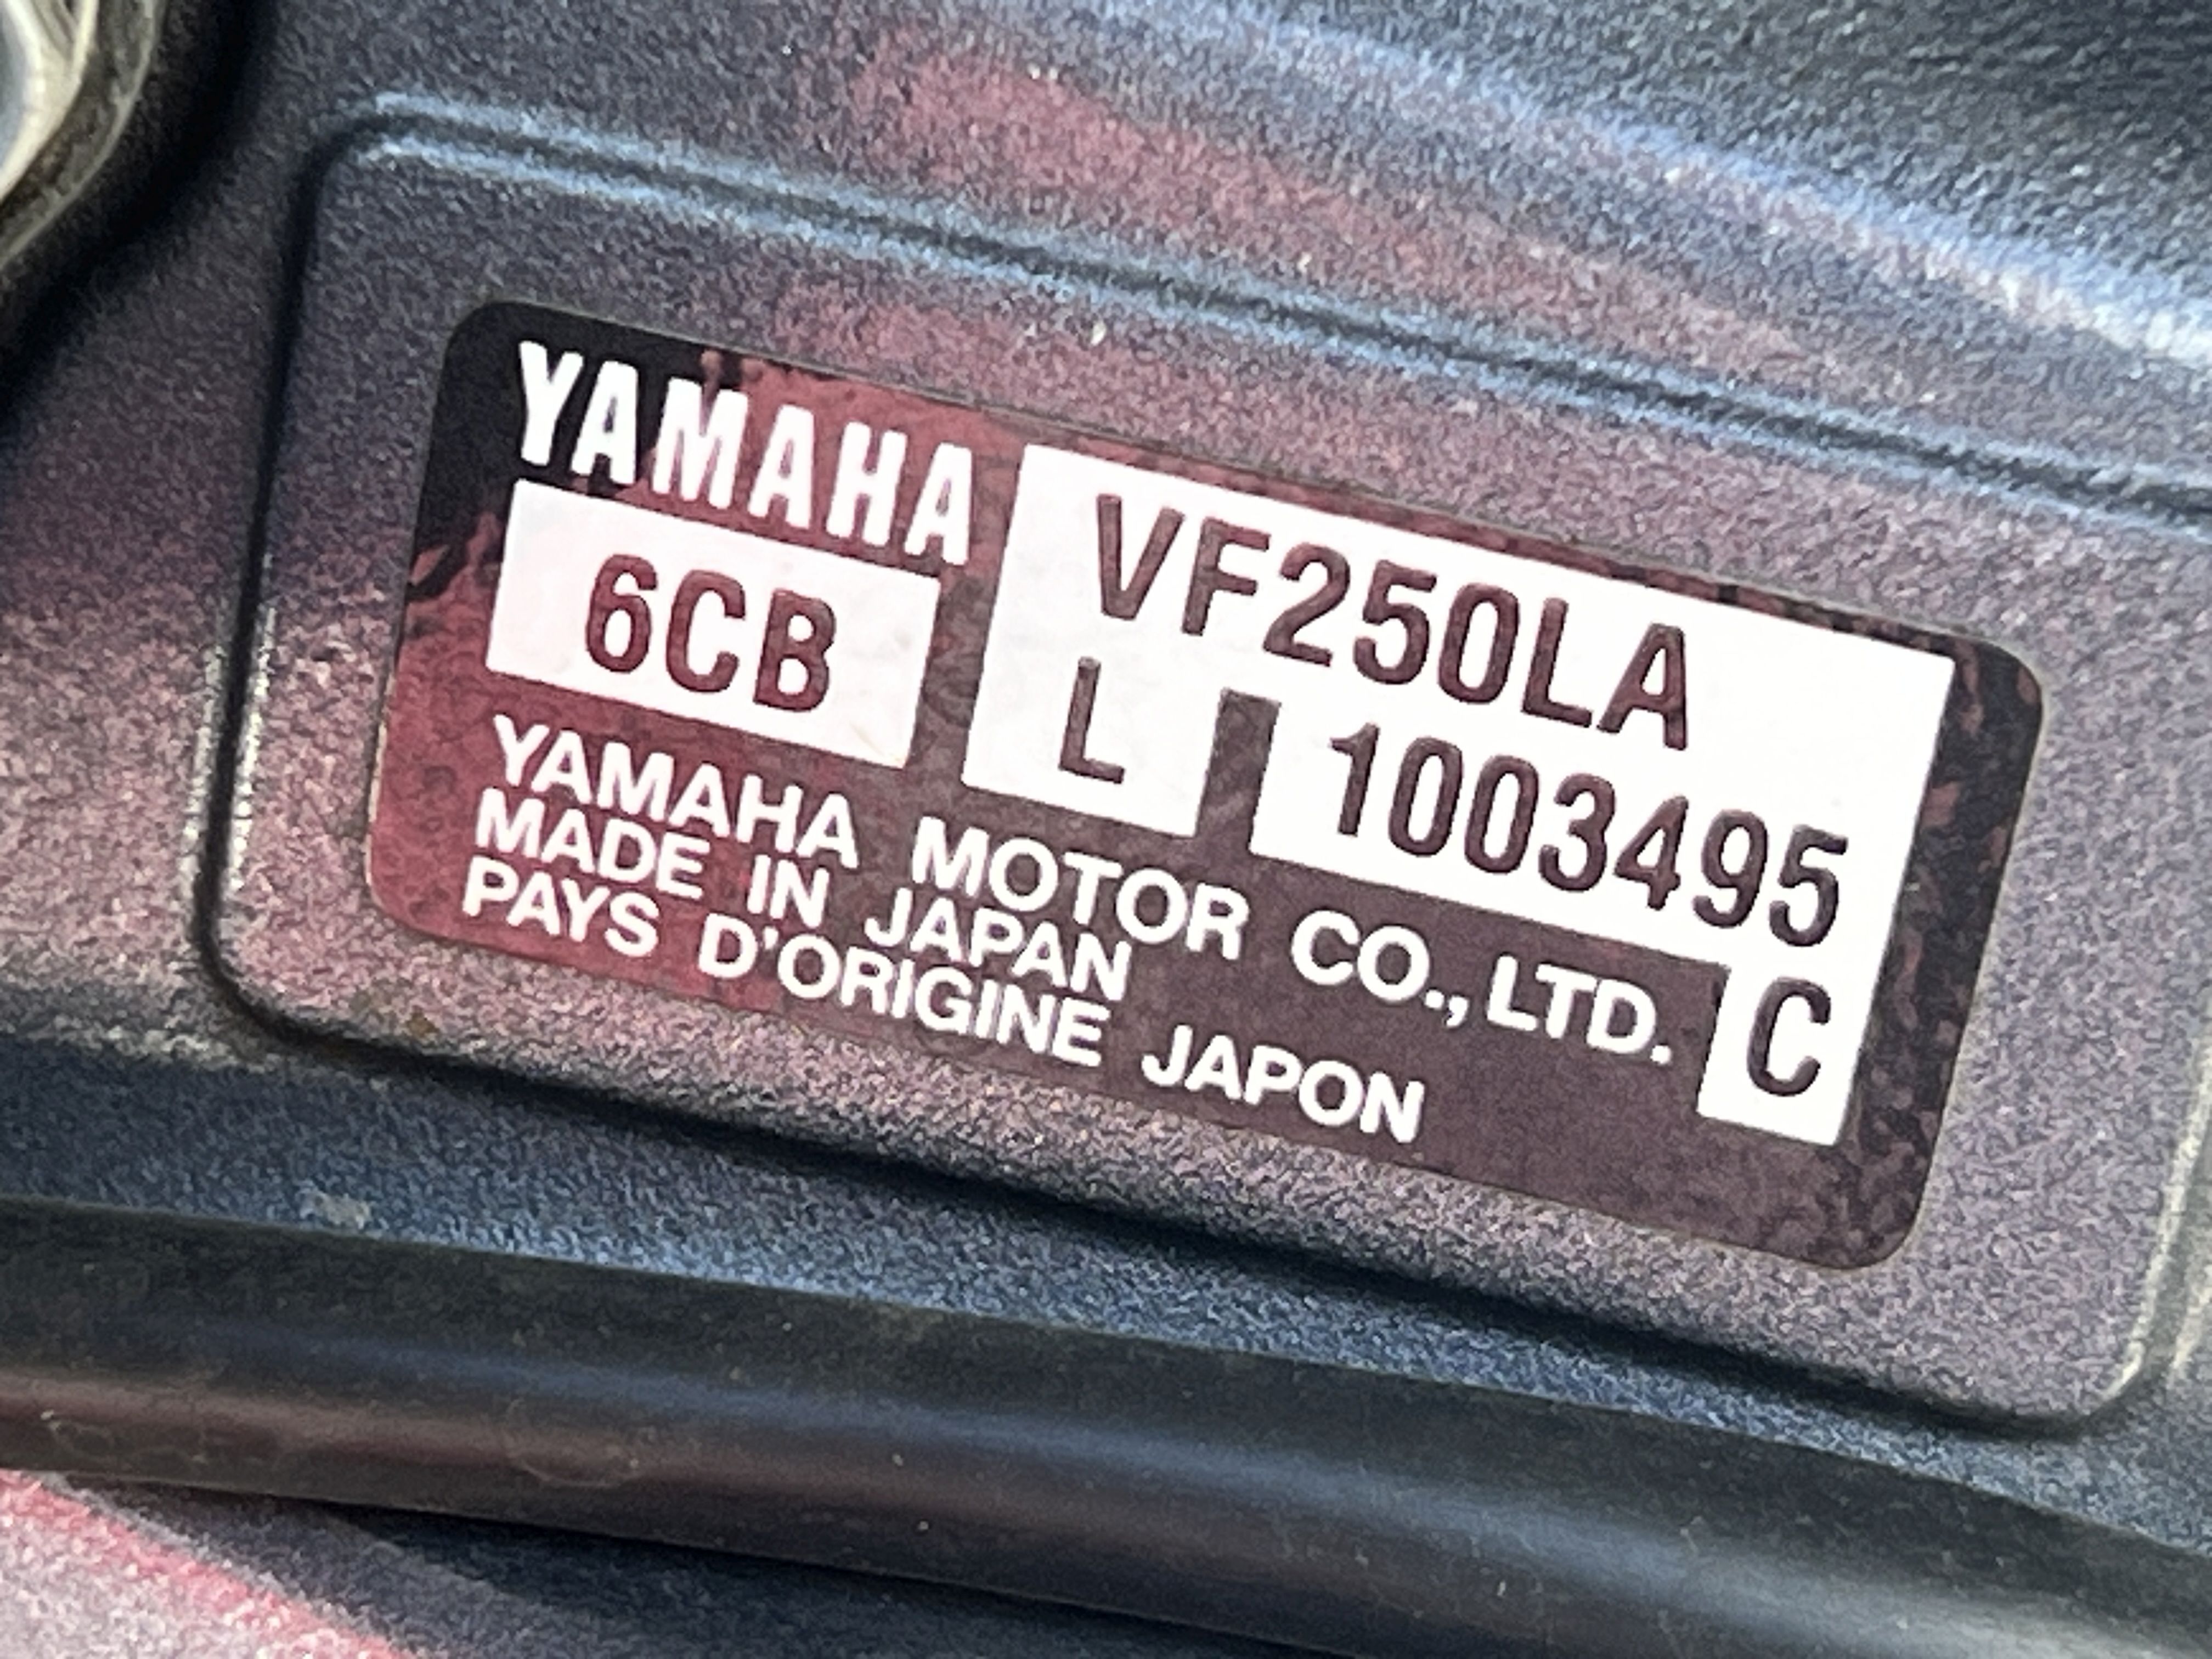 YAMAHA
VF250LA
6CB
L 1003495
YAMAHA MOTOR CO., LTD.
MADE IN JAPAN
PAYS D'ORIGINE JAPON
C